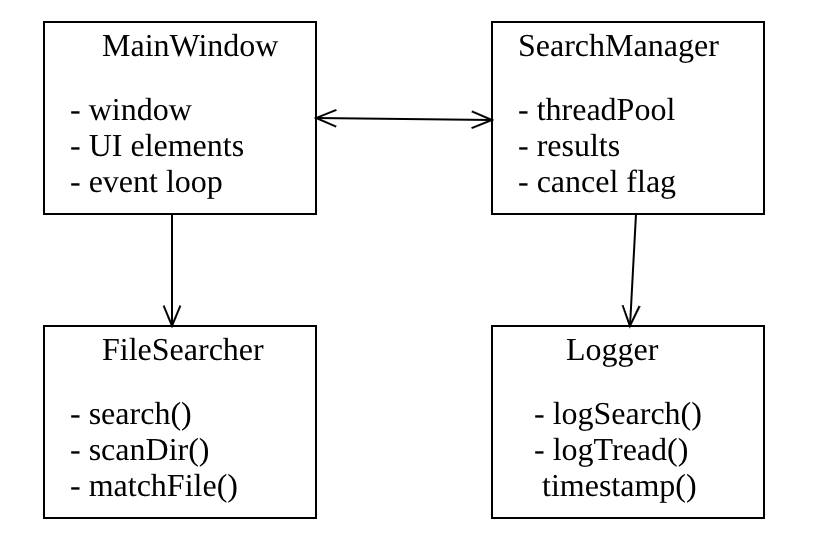 MainWindow
- window
- UI elements
- event loop
SearchManager
- threadPool
- results
- cancel flag
FileSearcher
- search()
- scanDir()
- matchFile()
Logger
- logSearch()
- logTread()
timestamp()